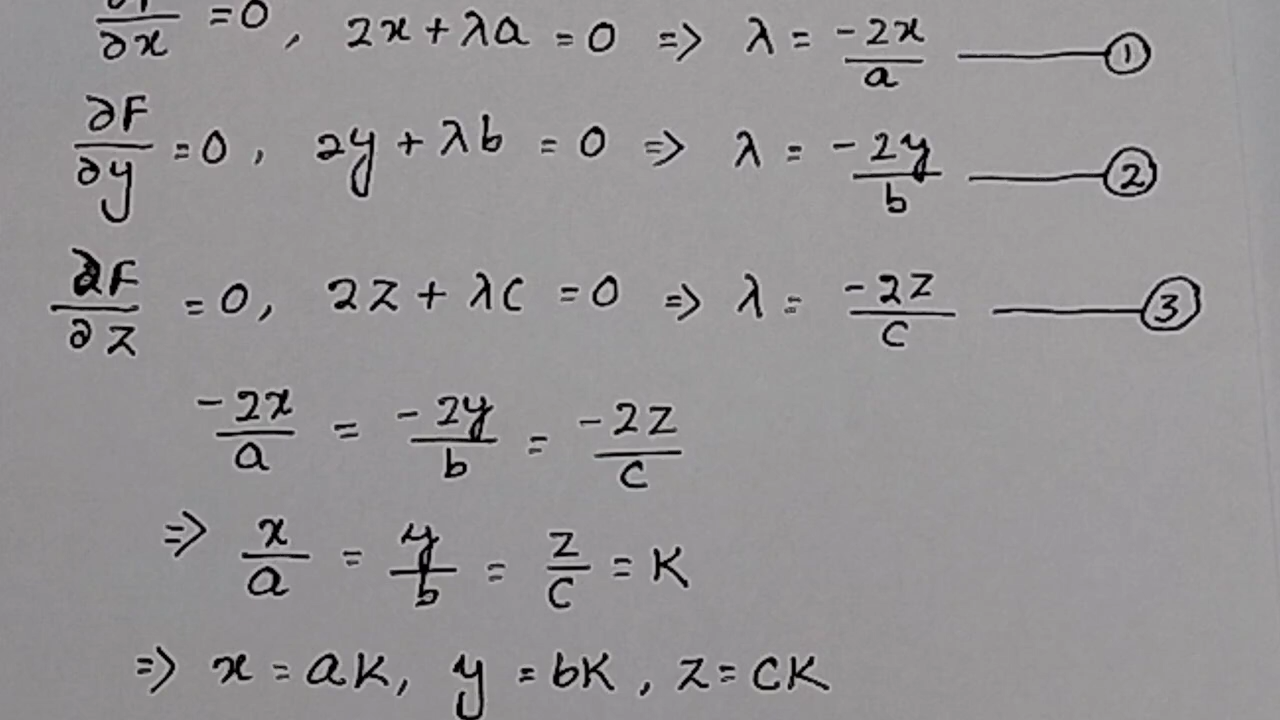 ∂F/∂x = 0, 2x + λa = 0 => λ = -2x/a ——— ①
∂F/∂y = 0, 2y + λb = 0 => λ = -2y/b ——— ②
∂F/∂z = 0, 2z + λc = 0 => λ = -2z/c ——— ③
-2x/a = -2y/b = -2z/c
=> x/a = y/b = z/c = K
=> x = aK, y = bK, z = cK